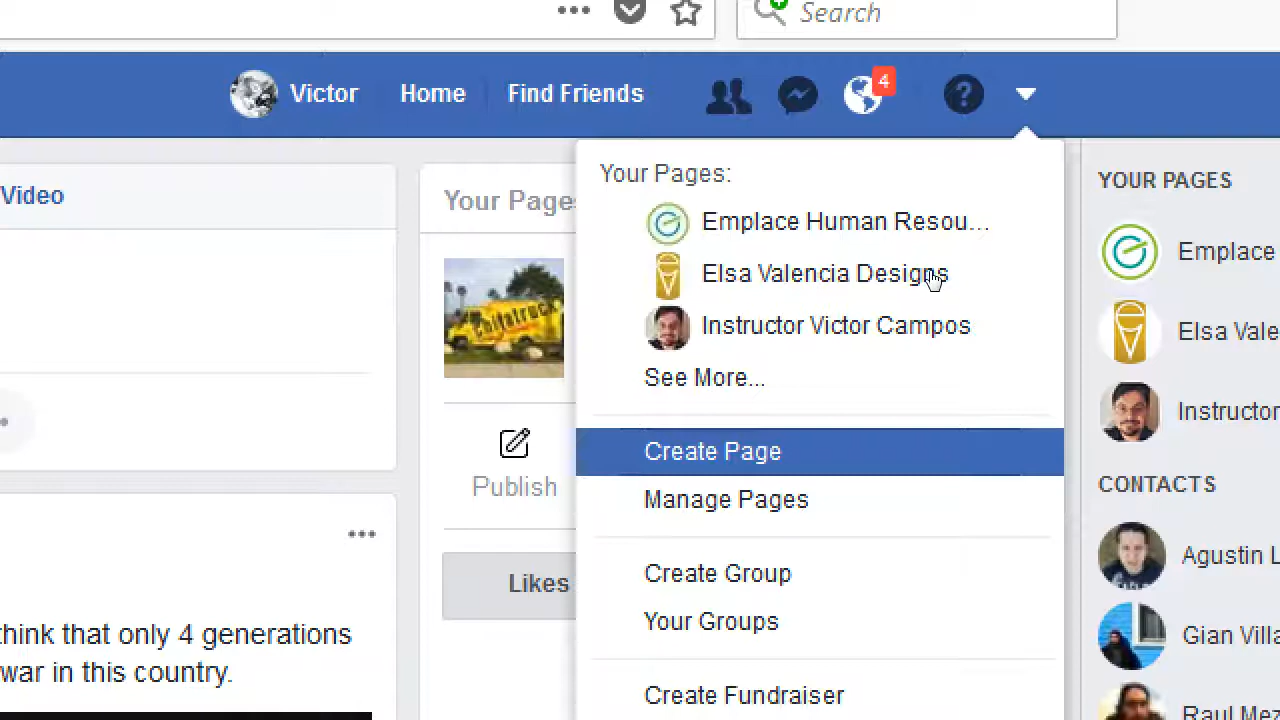 Search
Victor
Home
Find Friends
4
Video
Your Pages
Publish
Likes
think that only 4 generations
war in this country.
Your Pages:
Emplace Human Resou...
Elsa Valencia Designs
Instructor Victor Campos
See More...
Create Page
Manage Pages
Create Group
Your Groups
Create Fundraiser
YOUR PAGES
Emplace
Elsa Vale
Instructor
CONTACTS
Agustin L
Gian Villa
Raul Mez